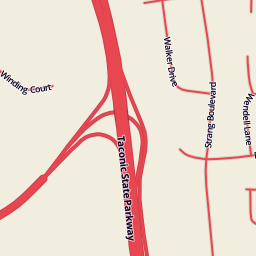 Walker Drive
Winding Court
Strang Boulevard
Wendell Lane
Taconic State Parkway